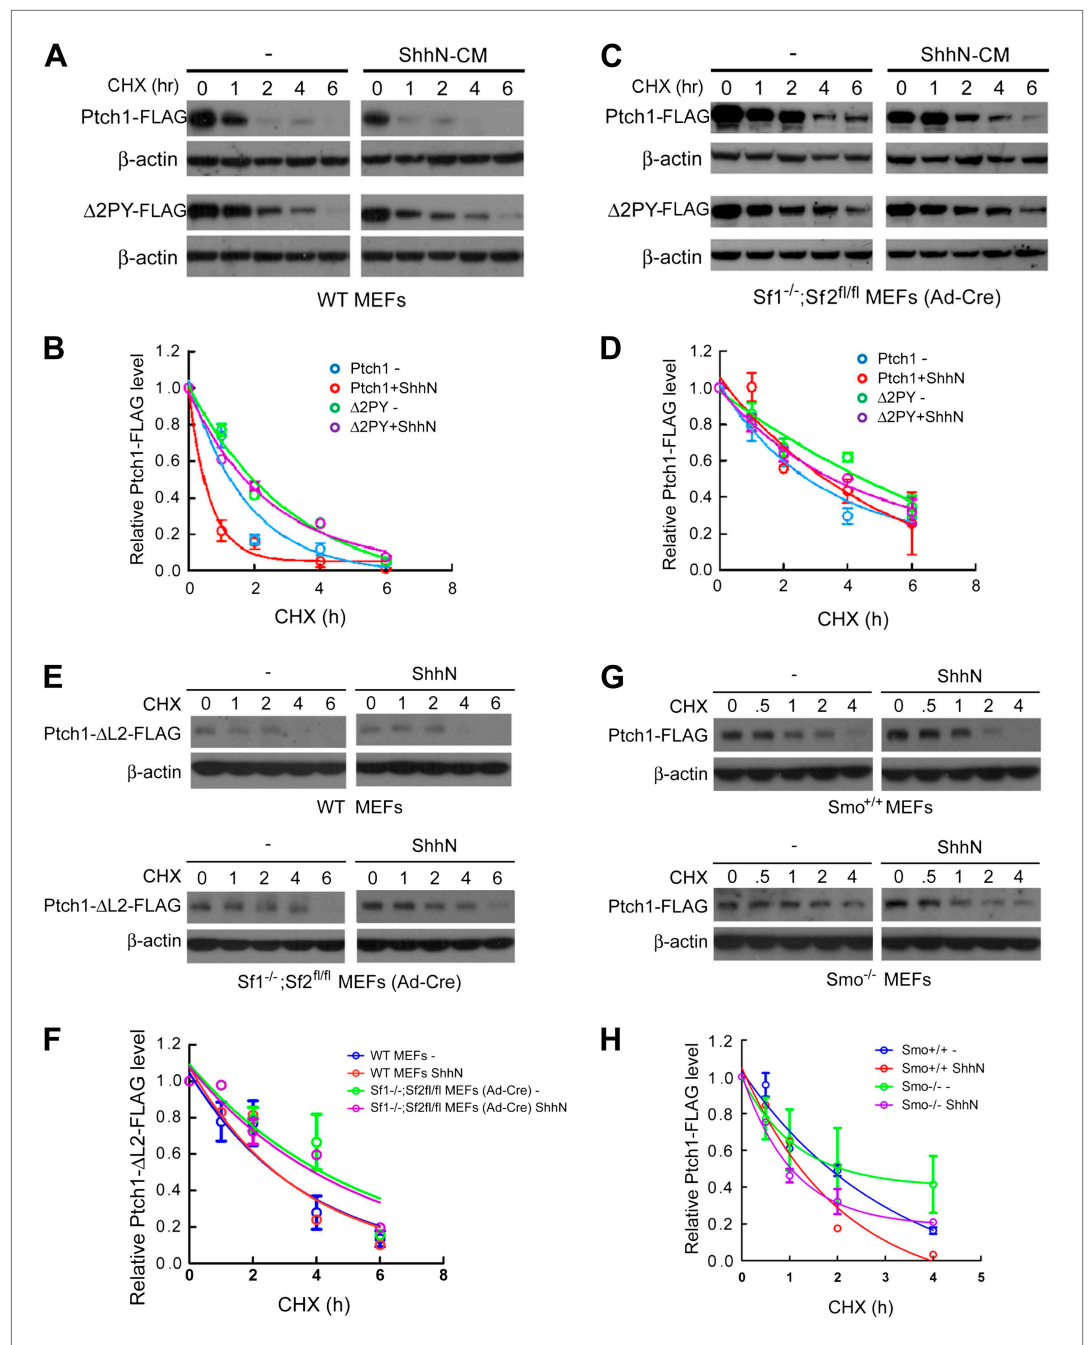 A
-
ShhN-CM
CHX (hr)
0 1 2 4 6
0 1 2 4 6
Ptch1-FLAG
β-actin
Δ2PY-FLAG
β-actin
WT MEFs
C
-
ShhN-CM
CHX (hr)
0 1 2 4 6
0 1 2 4 6
Ptch1-FLAG
β-actin
Δ2PY-FLAG
β-actin
Sf1-/-;Sf2fl/fl MEFs (Ad-Cre)
B
Relative Ptch1-FLAG level
1.2
1.0
0.8
0.6
0.4
0.2
0.0
0 2 4 6 8
CHX (h)
Ptch1 -
Ptch1+ShhN
Δ2PY -
Δ2PY+ShhN
D
Relative Ptch1-FLAG level
1.2
1.0
0.8
0.6
0.4
0.2
0.0
0 2 4 6 8
CHX (h)
Ptch1 -
Ptch1+ShhN
Δ2PY -
Δ2PY+ShhN
E
-
ShhN
CHX
0 1 2 4 6
0 1 2 4 6
Ptch1-ΔL2-FLAG
β-actin
WT MEFs
-
ShhN
CHX
0 1 2 4 6
0 1 2 4 6
Ptch1-ΔL2-FLAG
β-actin
Sf1-/-;Sf2fl/fl MEFs (Ad-Cre)
G
-
ShhN
CHX
0 .5 1 2 4
0 .5 1 2 4
Ptch1-FLAG
β-actin
Smo+/+ MEFs
-
ShhN
CHX
0 .5 1 2 4
0 .5 1 2 4
Ptch1-FLAG
β-actin
Smo-/- MEFs
F
Relative Ptch1-ΔL2-FLAG level
1.2
1.0
0.8
0.6
0.4
0.2
0.0
0 2 4 6 8
CHX (h)
WT MEFs -
WT MEFs ShhN
Sf1-/-;Sf2fl/fl MEFs (Ad-Cre) -
Sf1-/-;Sf2fl/fl MEFs (Ad-Cre) ShhN
H
Relative Ptch1-FLAG level
1.2
1.0
0.8
0.6
0.4
0.2
0.0
0 1 2 3 4 5
CHX (h)
Smo+/+ -
Smo+/+ ShhN
Smo-/- -
Smo-/- ShhN